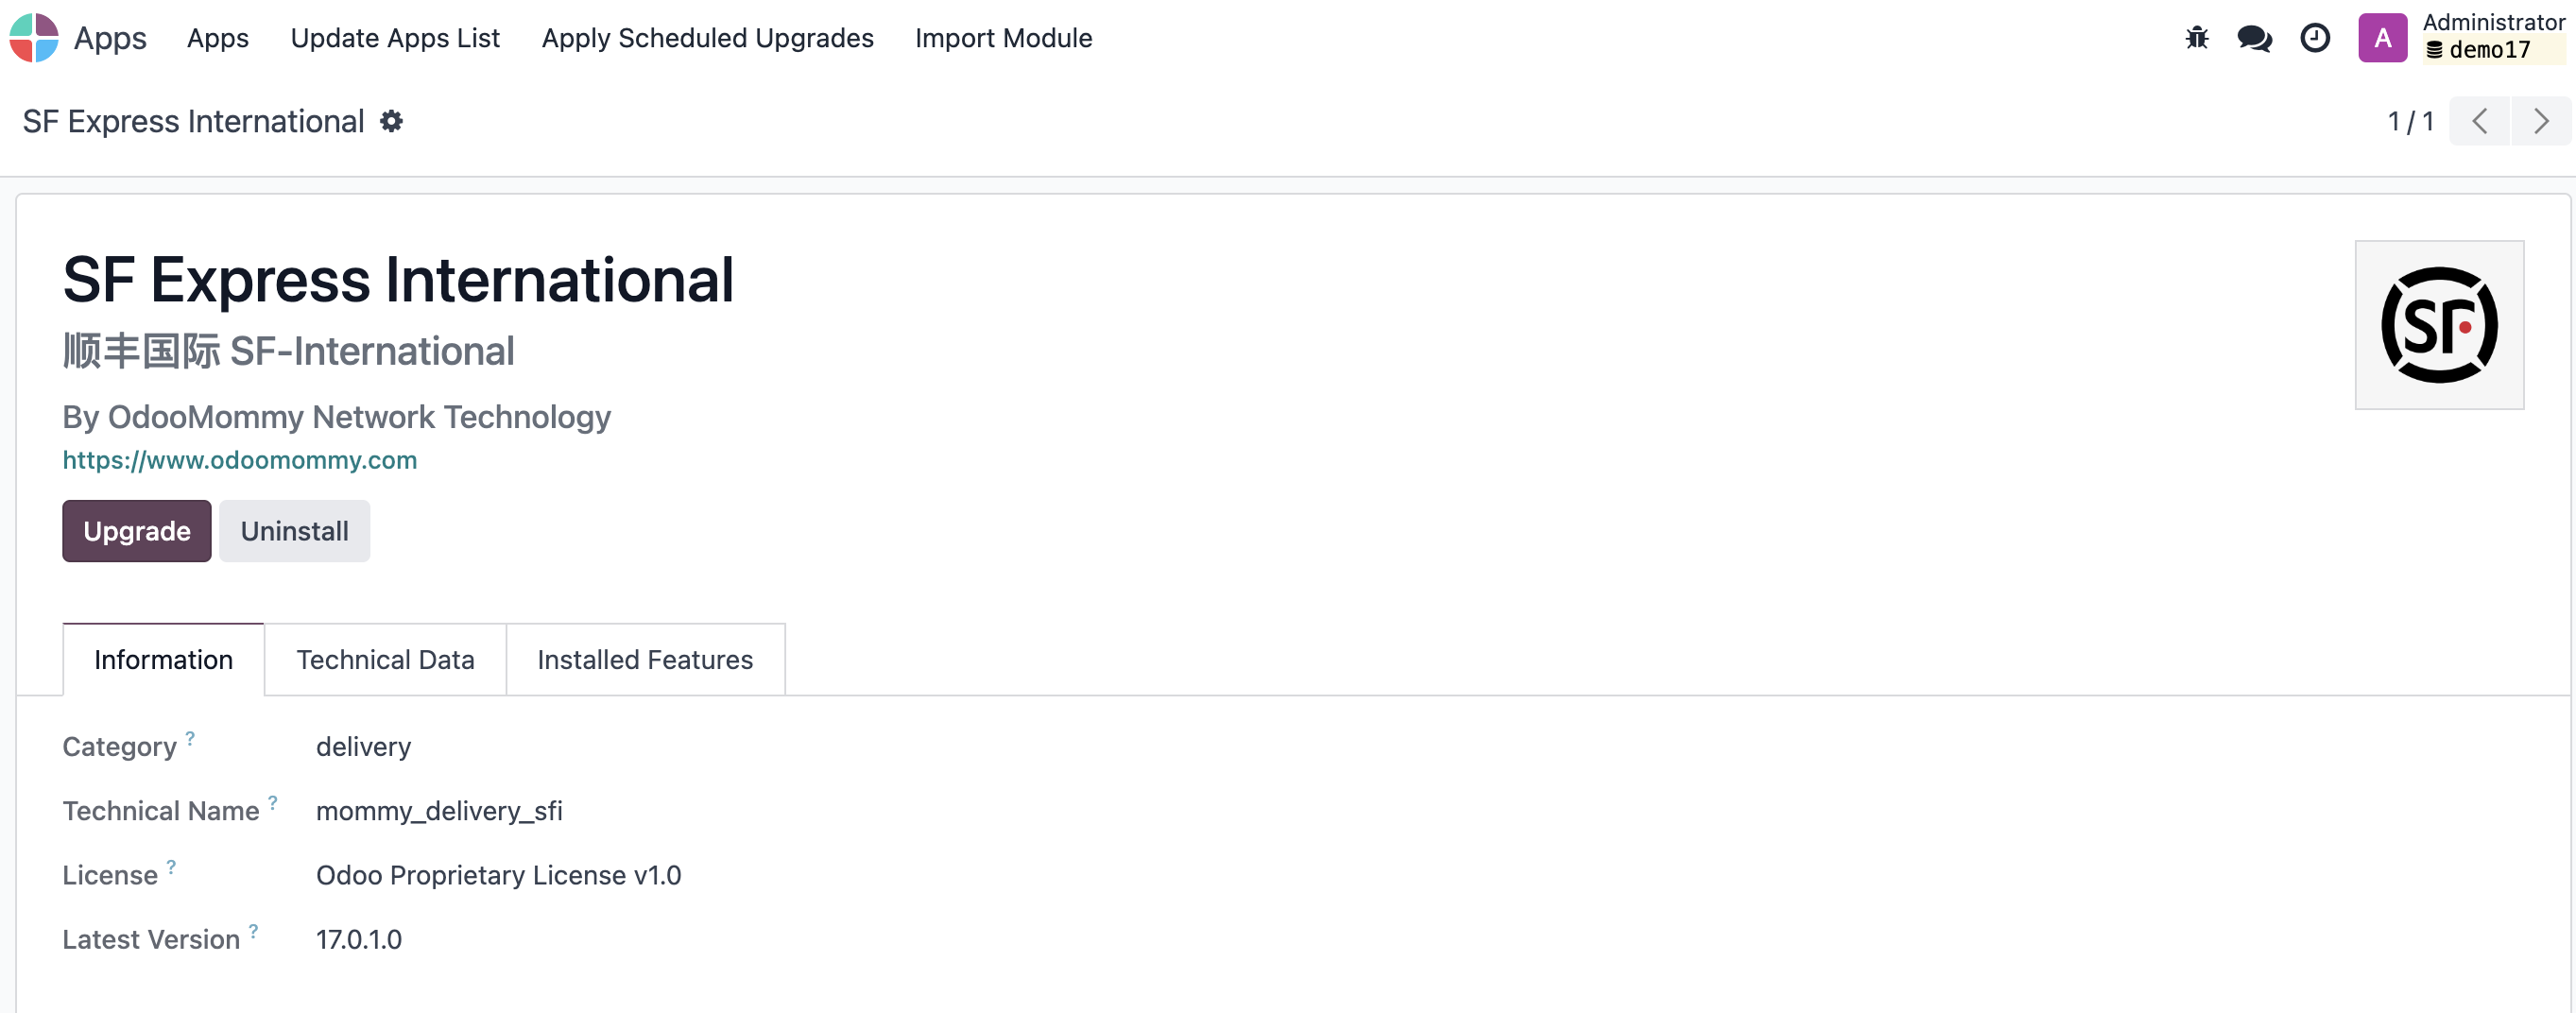 Apps Apps Update Apps List Apply Scheduled Upgrades Import Module A Administrator
demo17
SF Express International 1 / 1
SF Express International
SF
顺丰国际 SF-International
By OdooMommy Network Technology
https://www.odoomommy.com
Upgrade Uninstall
Information Technical Data Installed Features
Category ? delivery
Technical Name ? mommy_delivery_sfi
License ? Odoo Proprietary License v1.0
Latest Version ? 17.0.1.0